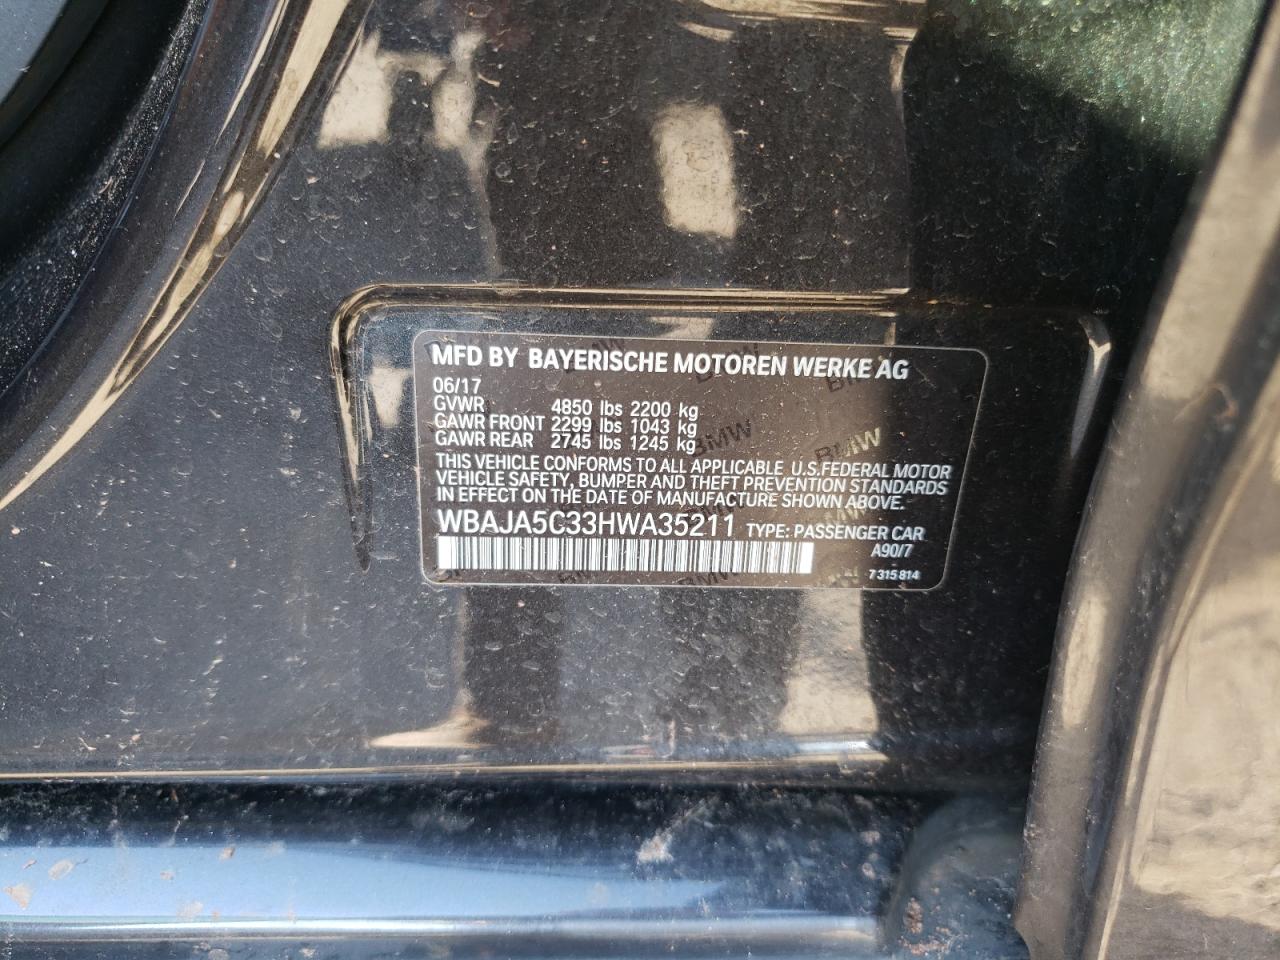 MFD BY BAYERISCHE MOTOREN WERKE AG
06/17
GVWR 4850 lbs 2200 kg
GAWR FRONT 2299 lbs 1043 kg
GAWR REAR 2745 lbs 1245 kg
THIS VEHICLE CONFORMS TO ALL APPLICABLE U.S.FEDERAL MOTOR
VEHICLE SAFETY, BUMPER AND THEFT PREVENTION STANDARDS
IN EFFECT ON THE DATE OF MANUFACTURE SHOWN ABOVE.
WBAJA5C33HWA35211 TYPE: PASSENGER CAR
A90/7
7 315 814